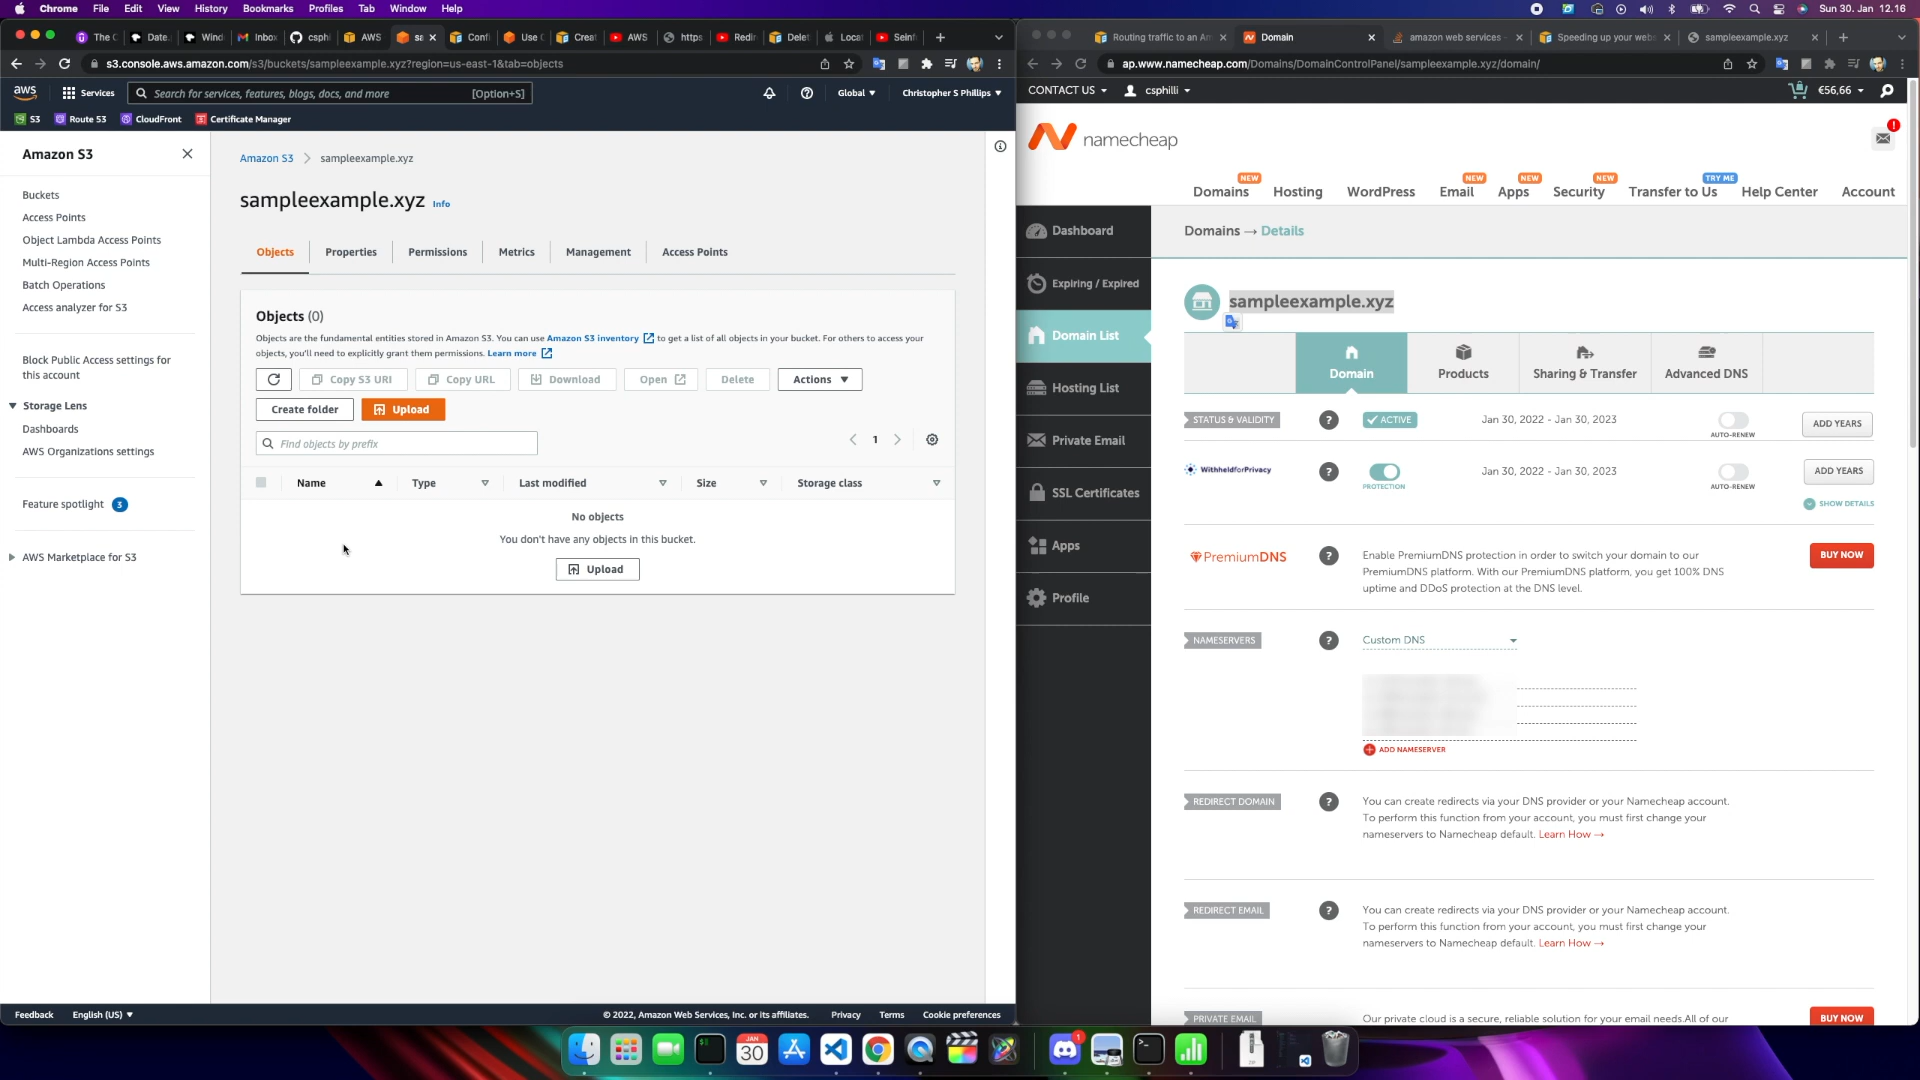 Chrome File Edit View History Bookmarks Profiles Tab Window Help
Sun 30. Jan 12.16
The C
Date
Wind
Inbox
csphi
AWS
sa
Conf
Use C
Creat
AWS
https
Redir
Delet
Local
Seinf
s3.console.aws.amazon.com/s3/buckets/sampleexample.xyz?region=us-east-1&tab=objects
aws
Services
Search for services, features, blogs, docs, and more
[Option+S]
Global
Christopher S Phillips
S3
Route 53
CloudFront
Certificate Manager
Amazon S3
Buckets
Access Points
Object Lambda Access Points
Multi-Region Access Points
Batch Operations
Access analyzer for S3
Block Public Access settings for
this account
Storage Lens
Dashboards
AWS Organizations settings
Feature spotlight 3
AWS Marketplace for S3
Amazon S3 > sampleexample.xyz
sampleexample.xyz Info
Objects
Properties
Permissions
Metrics
Management
Access Points
Objects (0)
Objects are the fundamental entities stored in Amazon S3. You can use Amazon S3 inventory to get a list of all objects in your bucket. For others to access your
objects, you'll need to explicitly grant them permissions. Learn more
Copy S3 URI
Copy URL
Download
Open
Delete
Actions
Create folder
Upload
Find objects by prefix
1
Name
Type
Last modified
Size
Storage class
No objects
You don't have any objects in this bucket.
Upload
Feedback
English (US)
© 2022, Amazon Web Services, Inc. or its affiliates.
Privacy
Terms
Cookie preferences
Routing traffic to an Am
Domain
amazon web services -
Speeding up your webs
sampleexample.xyz
ap.www.namecheap.com/Domains/DomainControlPanel/sampleexample.xyz/domain/
CONTACT US
csphilli
€56,66
namecheap
!
NEW
NEW
NEW
NEW
TRY ME
Domains
Hosting
WordPress
Email
Apps
Security
Transfer to Us
Help Center
Account
Dashboard
Expiring / Expired
Domain List
Hosting List
Private Email
SSL Certificates
Apps
Profile
Domains → Details
sampleexample.xyz
Domain
Products
Sharing & Transfer
Advanced DNS
STATUS & VALIDITY
?
ACTIVE
Jan 30, 2022 - Jan 30, 2023
AUTO-RENEW
ADD YEARS
WithheldforPrivacy
?
PROTECTION
Jan 30, 2022 - Jan 30, 2023
AUTO-RENEW
ADD YEARS
SHOW DETAILS
PremiumDNS
?
Enable PremiumDNS protection in order to switch your domain to our
PremiumDNS platform. With our PremiumDNS platform, you get 100% DNS
uptime and DDoS protection at the DNS level.
BUY NOW
NAMESERVERS
?
Custom DNS
ADD NAMESERVER
REDIRECT DOMAIN
?
You can create redirects via your DNS provider or your Namecheap account.
To perform this function from your account, you must first change your
nameservers to Namecheap default. Learn How →
REDIRECT EMAIL
?
You can create redirects via your DNS provider or your Namecheap account.
To perform this function from your account, you must first change your
nameservers to Namecheap default. Learn How →
PRIVATE EMAIL
Our private cloud is a secure, reliable solution for your email needs.All of our
BUY NOW
JAN
30
1